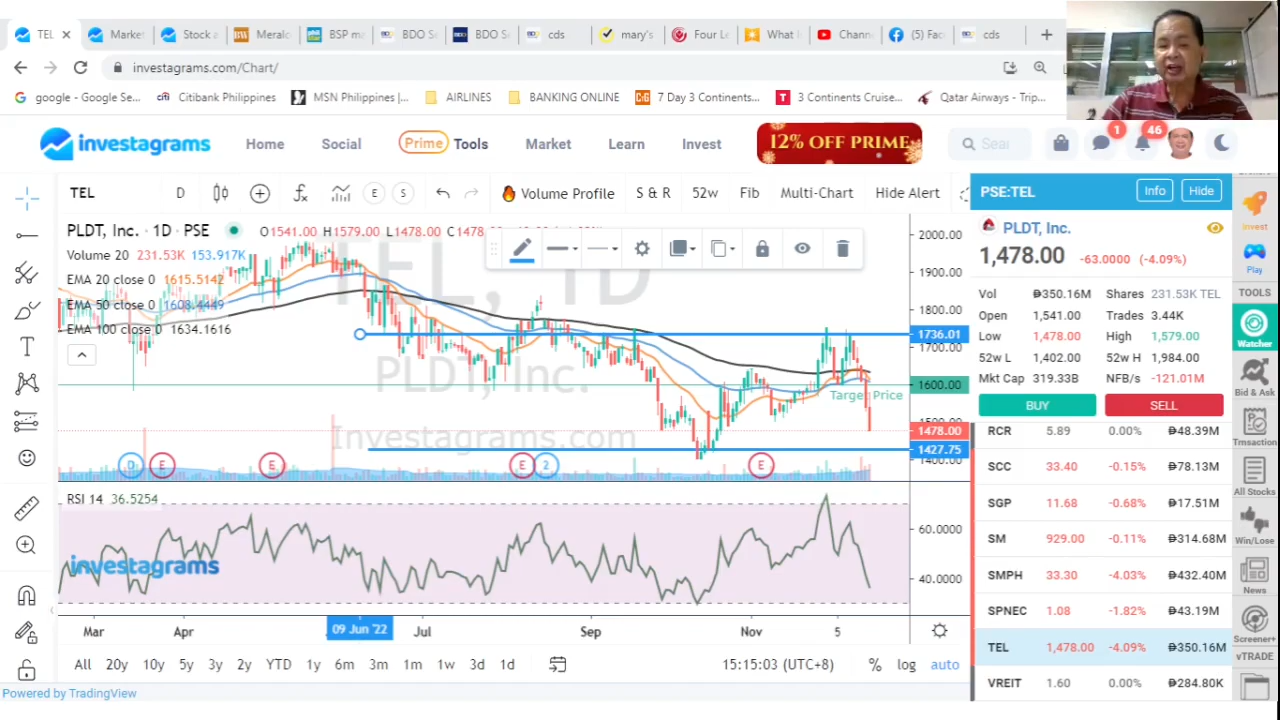 TEL
Market
Stock a
Meralo
BSP ma
BDO Se
BDO Se
cds
mary's
Four Le
What I
Chann
(5) Fac
cds
investagrams.com/Chart/
google - Google Se...
Citibank Philippines
MSN Philippines |...
AIRLINES
BANKING ONLINE
7 Day 3 Continents...
3 Continents Cruise...
Qatar Airways - Trip...
investagrams
Home
Social
Prime Tools
Market
Learn
Invest
12% OFF PRIME
Sear
1
46
TEL
D
E
S
Volume Profile
S & R
52w
Fib
Multi-Chart
Hide Alert
PLDT, Inc. · 1D · PSE
O1541.00 H1579.00 L1478.00 C1478.
Volume 20 231.53K 153.917K
EMA 20 close 0 1615.5142
EMA 50 close 0 1608.4449
EMA 100 close 0 1634.1616
TEL, 1D
PLDT, Inc.
Investagrams.com
Target Price
2000.00
1900.00
1800.00
1736.01
1700.00
1600.00
1478.00
1427.75
1400.00
D
E
E
E
2
E
RSI 14 36.5254
investagrams
60.0000
40.0000
Mar
Apr
09 Jun '22
Jul
Sep
Nov
5
All
20y
10y
5y
3y
2y
YTD
1y
6m
3m
1m
1w
3d
1d
15:15:03 (UTC+8)
%
log
auto
Powered by TradingView
PSE:TEL
Info
Hide
PLDT, Inc.
1,478.00 -63.0000 (-4.09%)
Vol ₱350.16M Shares 231.53K TEL
Open 1,541.00 Trades 3.44K
Low 1,478.00 High 1,579.00
52w L 1,402.00 52w H 1,984.00
Mkt Cap 319.33B NFB/s -121.01M
BUY
SELL
RCR 5.89 0.00% ₱48.39M
SCC 33.40 -0.15% ₱78.13M
SGP 11.68 -0.68% ₱17.51M
SM 929.00 -0.11% ₱314.68M
SMPH 33.30 -4.03% ₱432.40M
SPNEC 1.08 -1.82% ₱43.19M
TEL 1,478.00 -4.09% ₱350.16M
VREIT 1.60 0.00% ₱284.80K
Invest
Play
TOOLS
Watcher
Bid & Ask
Trnsaction
All Stocks
Win/Lose
News
Screener+
vTRADE